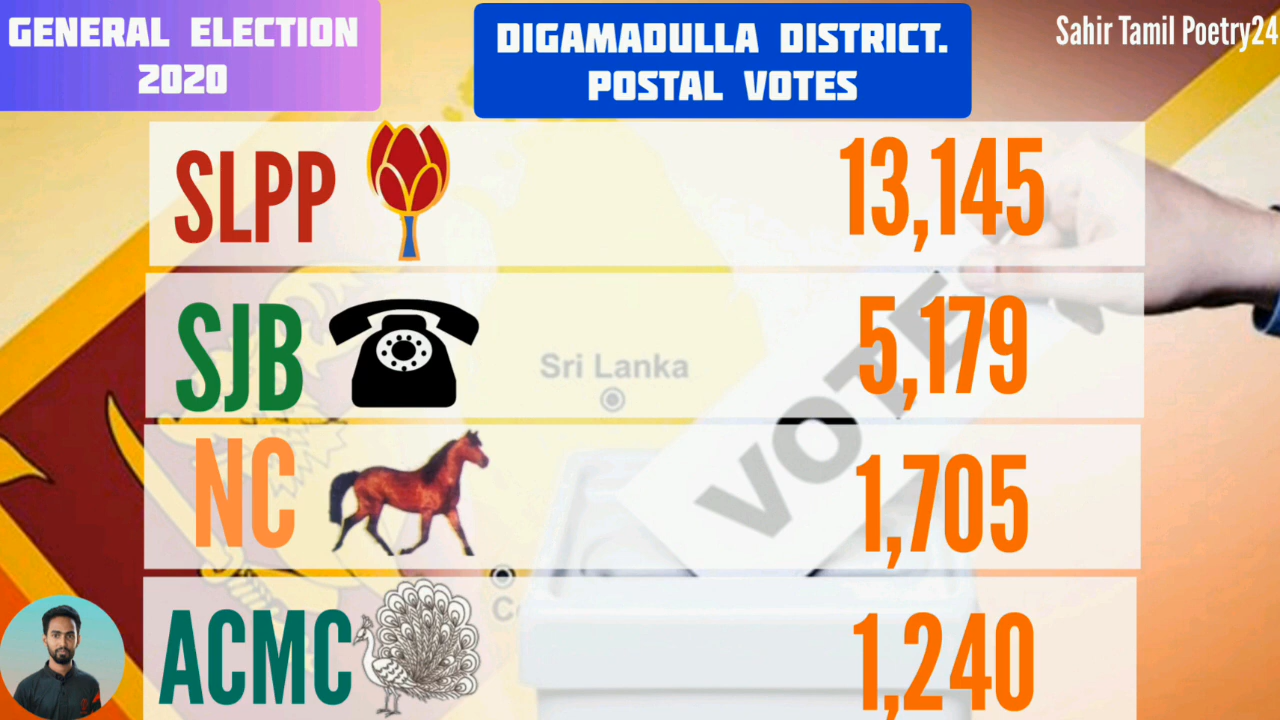 GENERAL ELECTION
2020
DIGAMADULLA DISTRICT.
POSTAL VOTES
Sahir Tamil Poetry24
SLPP 13,145
SJB 5,179
Sri Lanka
VOTE
NC 1,705
ACMC 1,240